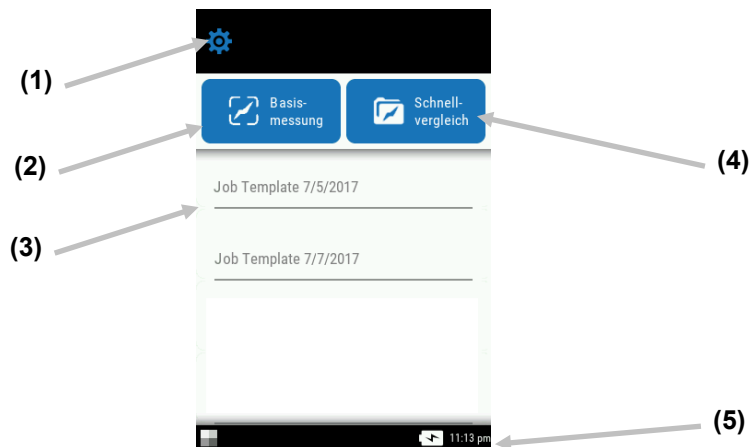 (1)
Basis-
messung
Schnell-
vergleich
(2)
(4)
Job Template 7/5/2017
(3)
Job Template 7/7/2017
(5)
11:13 pm